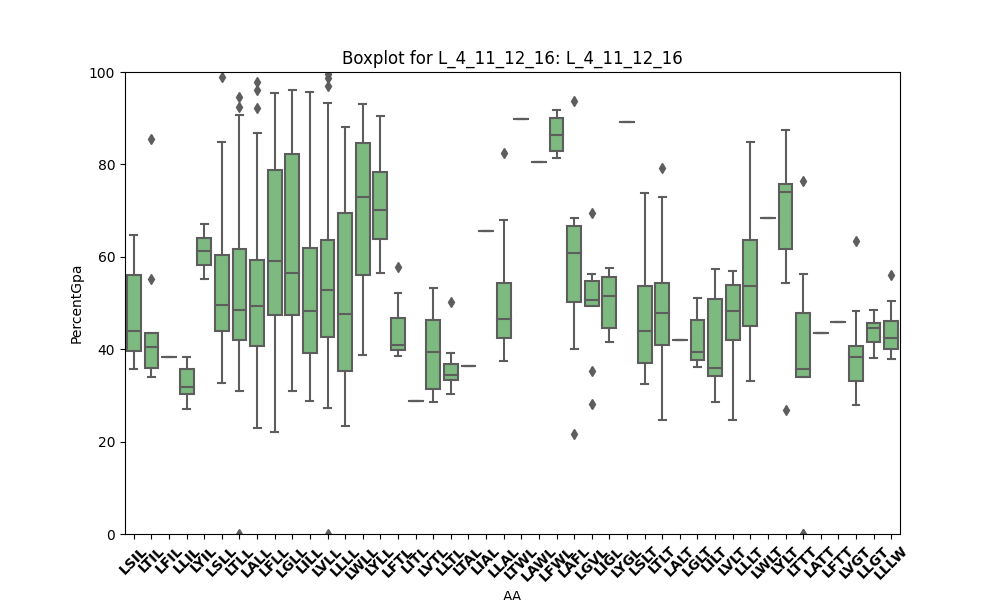 Boxplot for L_4_11_12_16: L_4_11_12_16
100
80
60
40
20
0
PercentGpa
LSIL
LTIL
LFIL
LLIL
LYIL
LSLL
LTLL
LALL
LFLL
LGLL
LILL
LVLL
LLLL
LWLL
LYLL
LFTL
LITL
LVTL
LLTL
LTAL
LIAL
LLAL
LTWL
LAWL
LFWL
LAFL
LGVL
LIGL
LYGL
LSLT
LTLT
LALT
LGLT
LILT
LVLT
LLLT
LWLT
LYLT
LTTT
LATT
LFTT
LVGT
LLGT
LLLW
AA